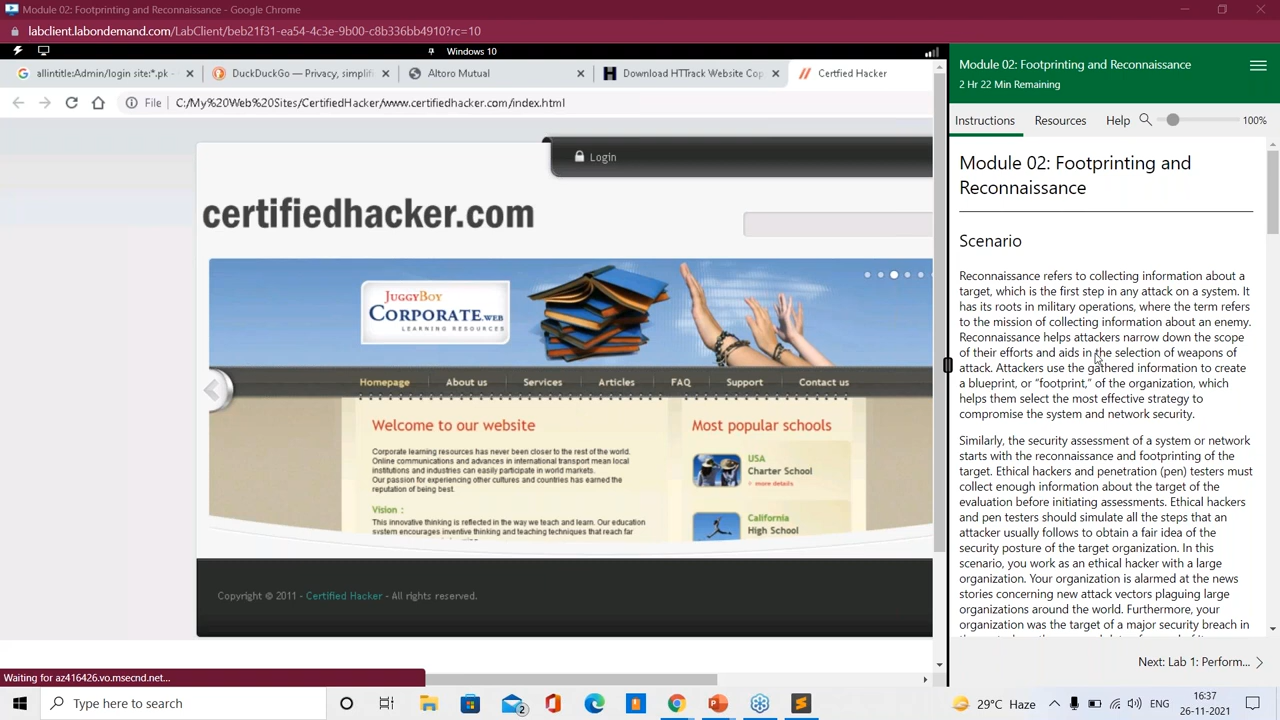 Module 02: Footprinting and Reconnaissance - Google Chrome
labclient.labondemand.com/LabClient/beb21f31-ea54-4c3e-9b00-c8b336bb4910?rc=10
Windows 10
allintitle:Admin/login site:*.pk -
DuckDuckGo — Privacy, simplifi
Altoro Mutual
Download HTTrack Website Cop
Certfied Hacker
File
C:/My%20Web%20Sites/CertifiedHacker/www.certifiedhacker.com/index.html
Login
certifiedhacker.com
JUGGYBOY
CORPORATE.WEB
LEARNING RESOURCES
Homepage
About us
Services
Articles
FAQ
Support
Contact us
Welcome to our website
Corporate learning resources has never been closer to the rest of the world.
Online communications and advances in international transport mean local
institutions and industries can easily participate in world markets.
Our passion for experiencing other cultures and countries has earned the
reputation of being best.
Vision :
This innovative thinking is reflected in the way we teach and learn. Our education
system encourages inventive thinking and teaching techniques that reach far
Most popular schools
USA
Charter School
more details
California
High School
Copyright © 2011 - Certified Hacker - All rights reserved.
Waiting for az416426.vo.msecnd.net...
Module 02: Footprinting and Reconnaissance
2 Hr 22 Min Remaining
Instructions
Resources
Help
100%
Module 02: Footprinting and
Reconnaissance
Scenario
Reconnaissance refers to collecting information about a
target, which is the first step in any attack on a system. It
has its roots in military operations, where the term refers
to the mission of collecting information about an enemy.
Reconnaissance helps attackers narrow down the scope
of their efforts and aids in the selection of weapons of
attack. Attackers use the gathered information to create
a blueprint, or “footprint,” of the organization, which
helps them select the most effective strategy to
compromise the system and network security.
Similarly, the security assessment of a system or network
starts with the reconnaissance and footprinting of the
target. Ethical hackers and penetration (pen) testers must
collect enough information about the target of the
evaluation before initiating assessments. Ethical hackers
and pen testers should simulate all the steps that an
attacker usually follows to obtain a fair idea of the
security posture of the target organization. In this
scenario, you work as an ethical hacker with a large
organization. Your organization is alarmed at the news
stories concerning new attack vectors plaguing large
organizations around the world. Furthermore, your
organization was the target of a major security breach in
Next: Lab 1: Perform...
Type here to search
2
29°C Haze
ENG
16:37
26-11-2021